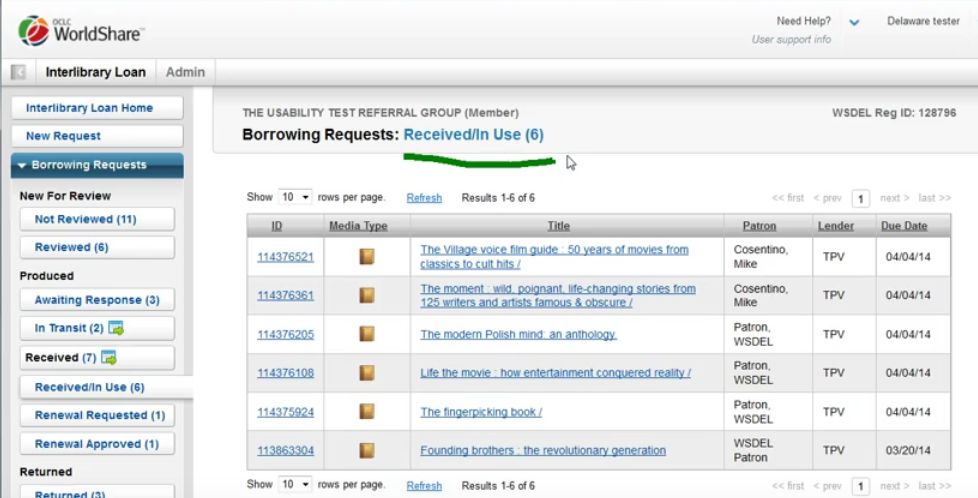 OCLC
WorldShare™
Need Help?
User support info
Delaware tester
Interlibrary Loan
Admin
Interlibrary Loan Home
New Request
Borrowing Requests
New For Review
Not Reviewed (11)
Reviewed (6)
Produced
Awaiting Response (3)
In Transit (2)
Received (7)
Received/In Use (6)
Renewal Requested (1)
Renewal Approved (1)
Returned
Returned (3)
THE USABILITY TEST REFERRAL GROUP (Member)
WSDEL Reg ID: 128796
Borrowing Requests: Received/In Use (6)
Show 10 rows per page. Refresh Results 1-6 of 6
<< first < prev 1 next > last >>
ID Media Type Title Patron Lender Due Date
114376521 The Village voice film guide : 50 years of movies from Cosentino, TPV 04/04/14
classics to cult hits / Mike
114376361 The moment : wild, poignant, life-changing stories from Cosentino, TPV 04/04/14
125 writers and artists famous & obscure / Mike
114376205 The modern Polish mind: an anthology. Patron, TPV 04/04/14
WSDEL
114376108 Life the movie : how entertainment conquered reality / Patron, TPV 04/04/14
WSDEL
114375924 The fingerpicking book / Patron, TPV 04/04/14
WSDEL
113863304 Founding brothers : the revolutionary generation WSDEL TPV 03/20/14
Patron
Show 10 rows per page. Refresh Results 1-6 of 6
<< first < prev 1 next > last >>